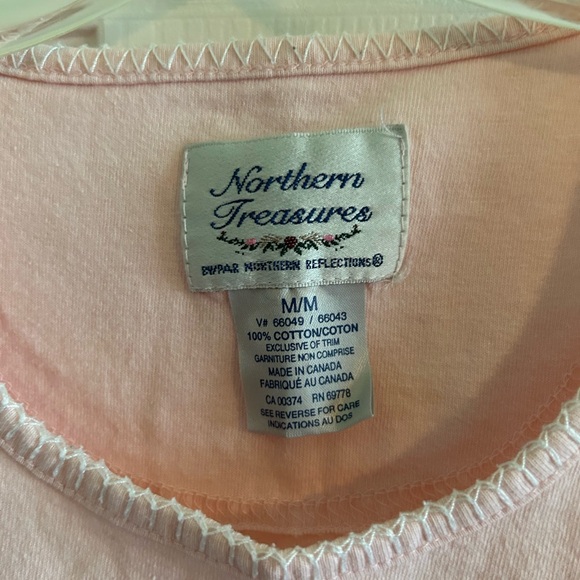 Northern
Treasures
BY/PAR NORTHERN REFLECTIONS®
M/M
V# 66049 / 66043
100% COTTON/COTON
EXCLUSIVE OF TRIM
GARNITURE NON COMPRISE
MADE IN CANADA
FABRIQUÉ AU CANADA
CA 00374 RN 69778
SEE REVERSE FOR CARE
INDICATIONS AU DOS